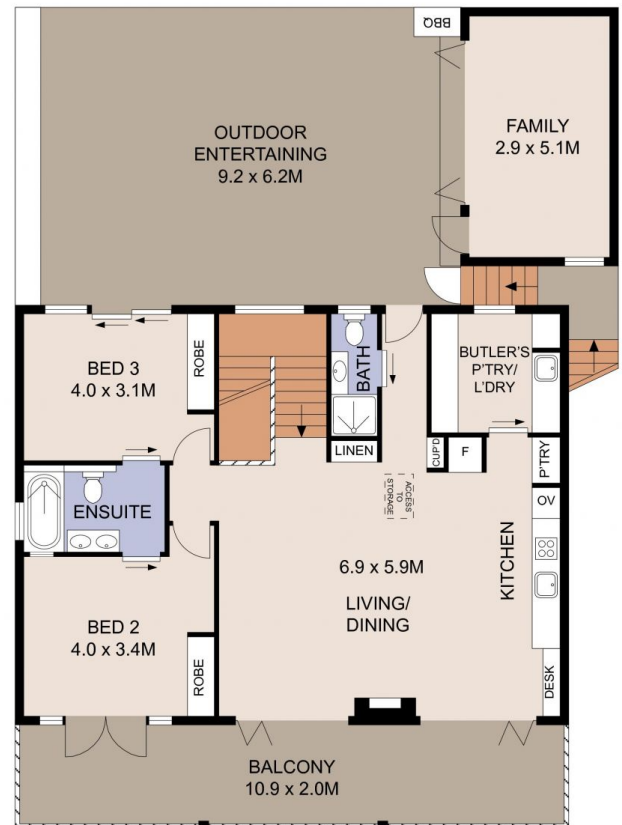 BBQ
OUTDOOR
ENTERTAINING
9.2 x 6.2M
FAMILY
2.9 x 5.1M
BED 3
4.0 x 3.1M
ROBE
BATH
LINEN
BUTLER'S
P'TRY/
L'DRY
CUPD
F
P'TRY
OV
ACCESS
TO
STORAGE
ENSUITE
6.9 x 5.9M
LIVING/
DINING
KITCHEN
BED 2
4.0 x 3.4M
ROBE
DESK
BALCONY
10.9 x 2.0M